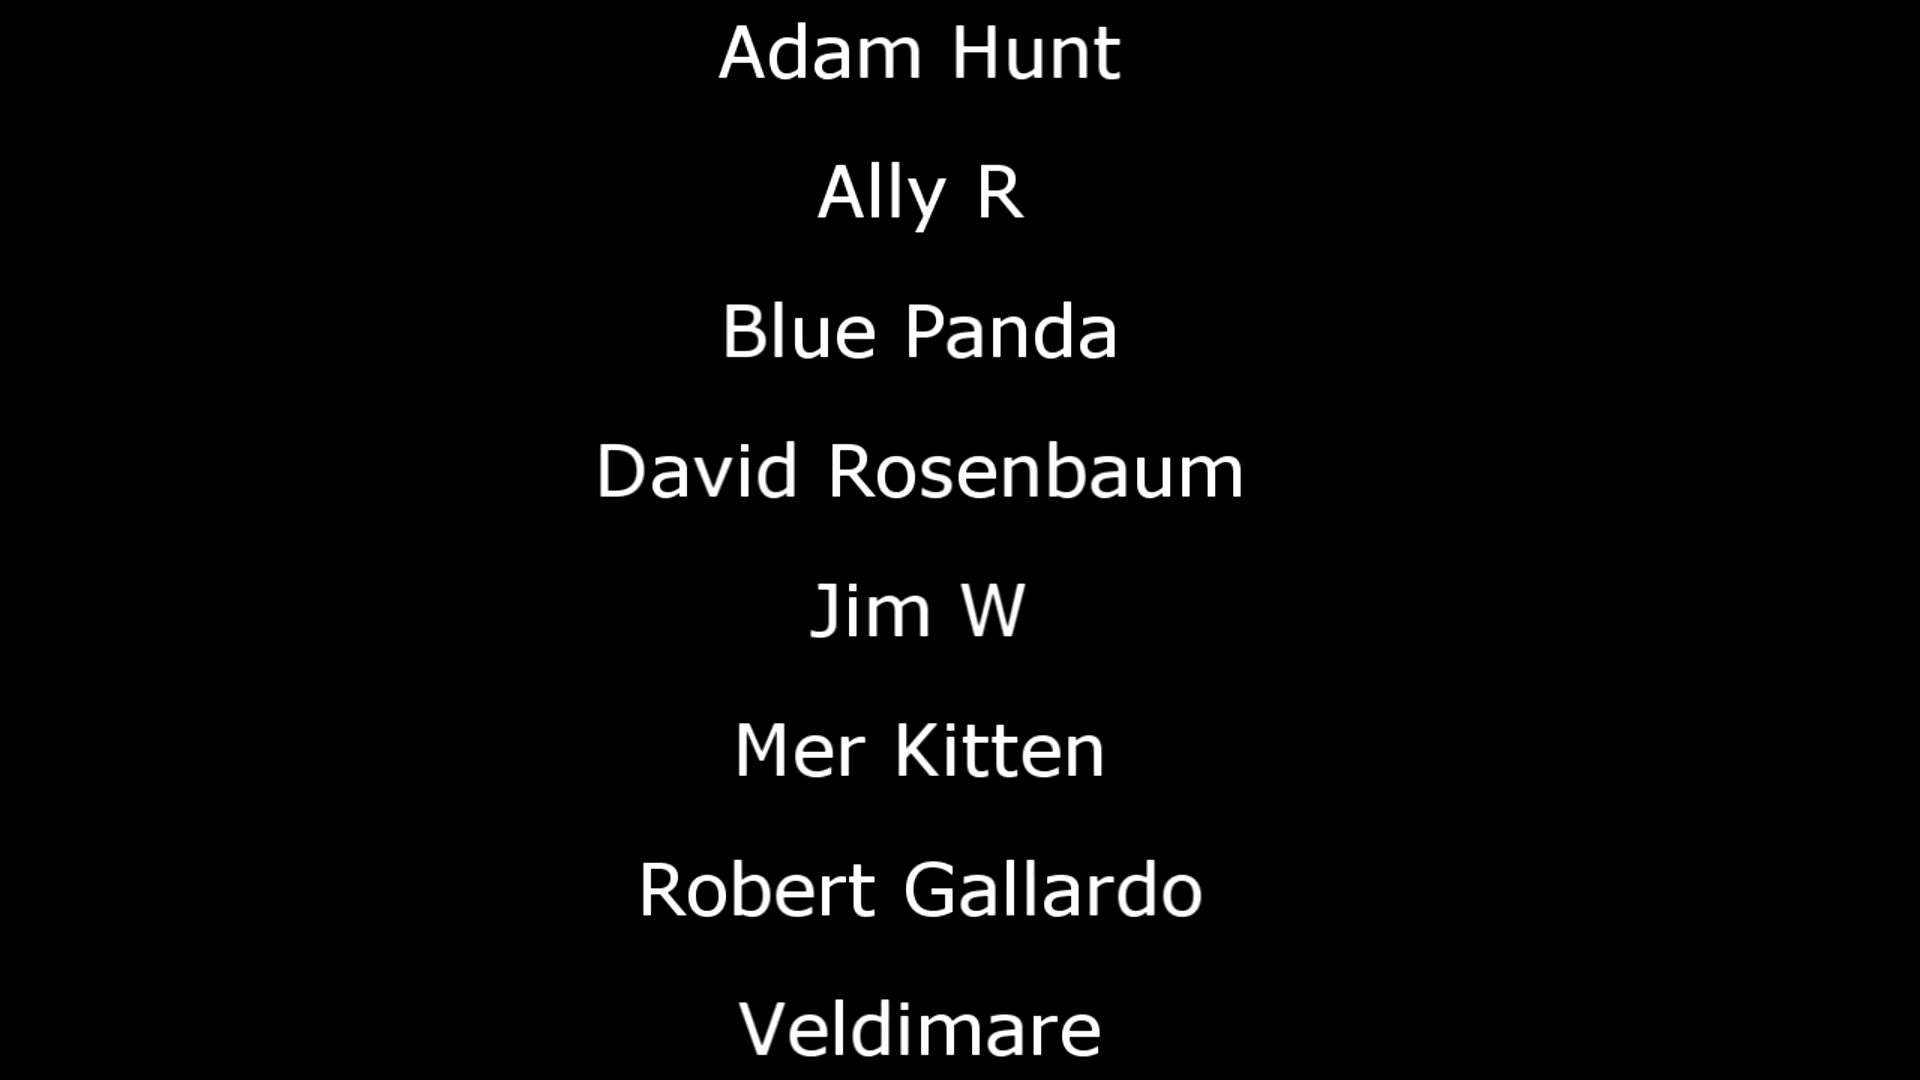 Adam Hunt
Ally R
Blue Panda
David Rosenbaum
Jim W
Mer Kitten
Robert Gallardo
Veldimare